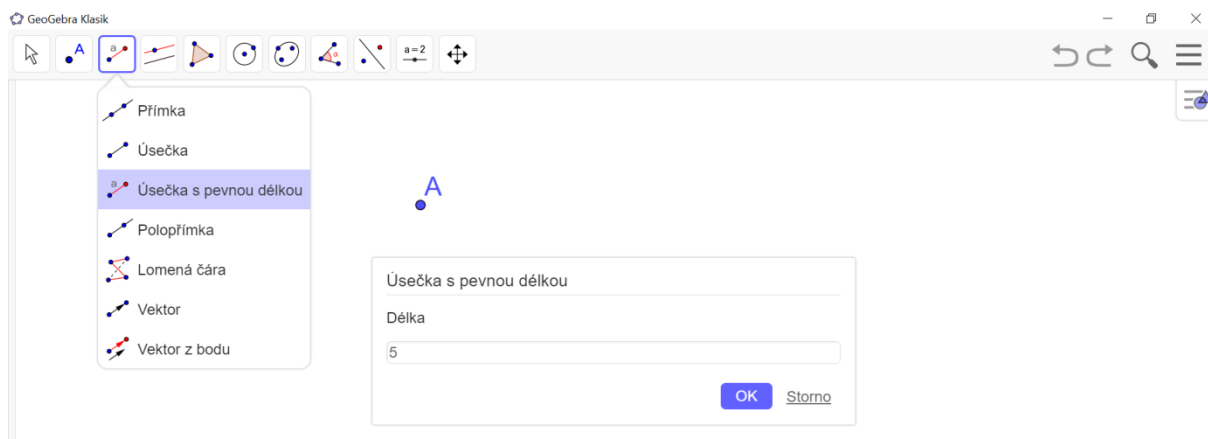 GeoGebra Klasik
A
a
α
a=2
Přímka
Úsečka
a
Úsečka s pevnou délkou
Polopřímka
Lomená čára
Vektor
Vektor z bodu
A
Úsečka s pevnou délkou
Délka
5
OK Storno